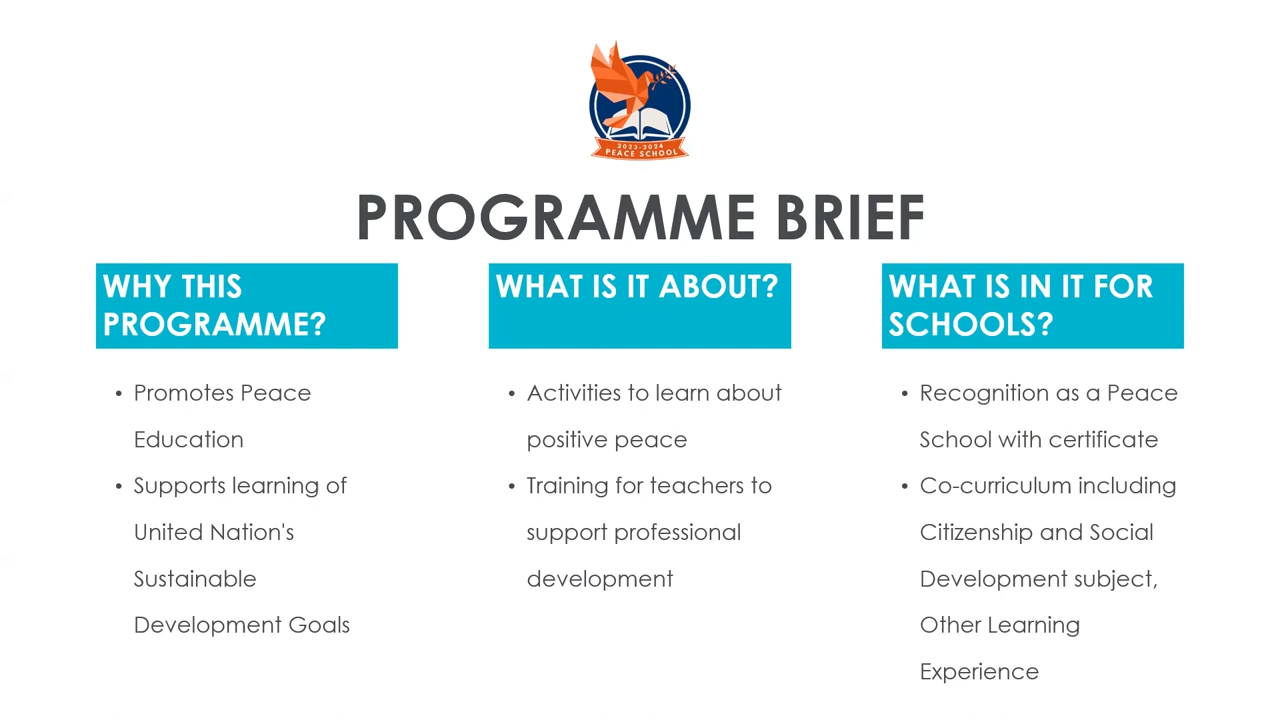 2023-2024
PEACE SCHOOL
PROGRAMME BRIEF
WHY THIS
PROGRAMME?
• Promotes Peace
Education
• Supports learning of
United Nation's
Sustainable
Development Goals
WHAT IS IT ABOUT?
• Activities to learn about
positive peace
• Training for teachers to
support professional
development
WHAT IS IN IT FOR
SCHOOLS?
• Recognition as a Peace
School with certificate
• Co-curriculum including
Citizenship and Social
Development subject,
Other Learning
Experience